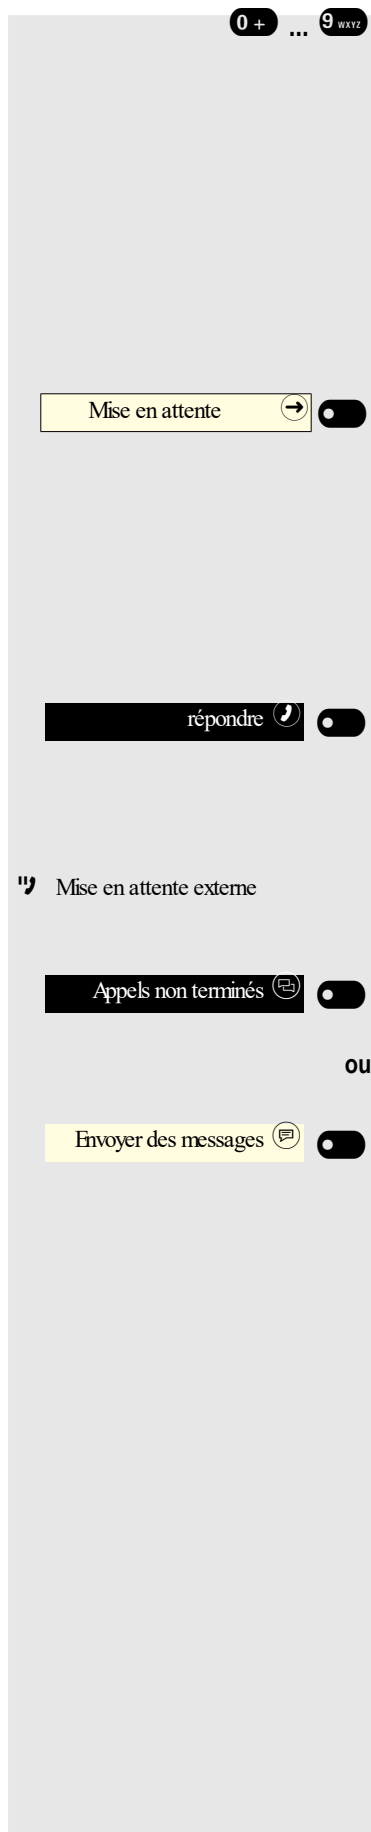 0 + ... 9 WXYZ
Mise en attente
répondre
Mise en attente externe
Appels non terminés
ou
Envoyer des messages